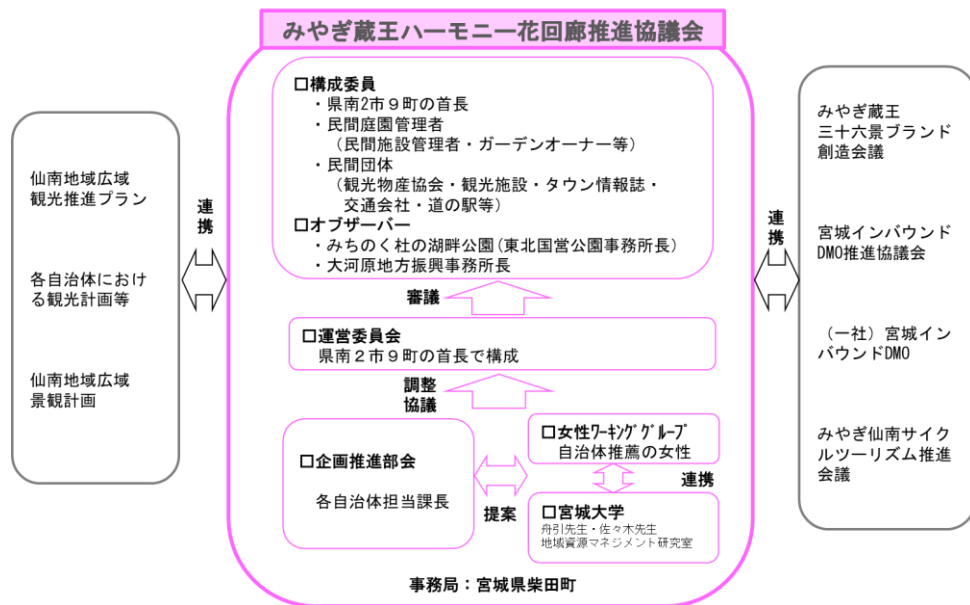 みやぎ蔵王ハーモニー花回廊推進協議会
仙南地域広域
観光推進プラン
各自治体におけ
る観光計画等
仙南地域広域
景観計画
連
携
□構成委員
・県南2市９町の首長
・民間庭園管理者
（民間施設管理者・ガーデンオーナー等）
・民間団体
（観光物産協会・観光施設・タウン情報誌・
交通会社・道の駅等）
□オブザーバー
・みちのく杜の湖畔公園(東北国営公園事務所長)
・大河原地方振興事務所長
審議
□運営委員会
県南２市９町の首長で構成
調整
協議
□企画推進部会
各自治体担当課長
提案
□女性ﾜｰｷﾝｸﾞｸﾞﾙｰﾌﾟ
自治体推薦の女性
連携
□宮城大学
舟引先生・佐々木先生
地域資源マネジメント研究室
事務局：宮城県柴田町
連
携
みやぎ蔵王
三十六景ブランド
創造会議
宮城インバウンド
DMO推進協議会
（一社）宮城イン
バウンドDMO
みやぎ仙南サイク
ルツーリズム推進
会議